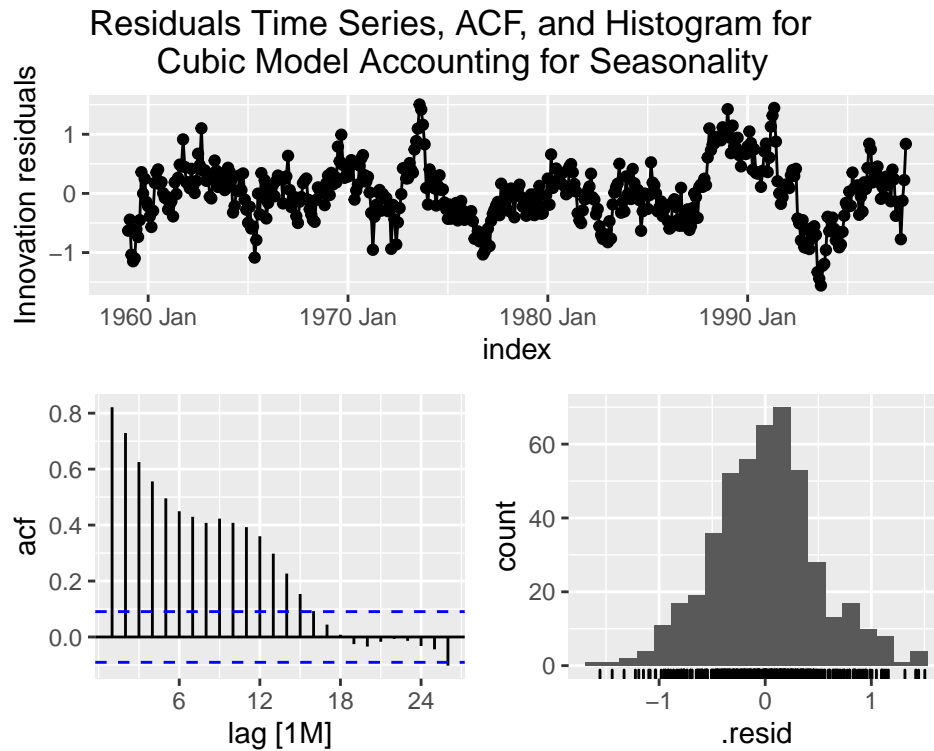 Residuals Time Series, ACF, and Histogram for
Cubic Model Accounting for Seasonality
Innovation residuals
1
0
−1
1960 Jan 1970 Jan 1980 Jan 1990 Jan
index
acf
0.8
0.6
0.4
0.2
0.0
6 12 18 24
lag [1M]
count
60
40
20
0
−1 0 1
.resid